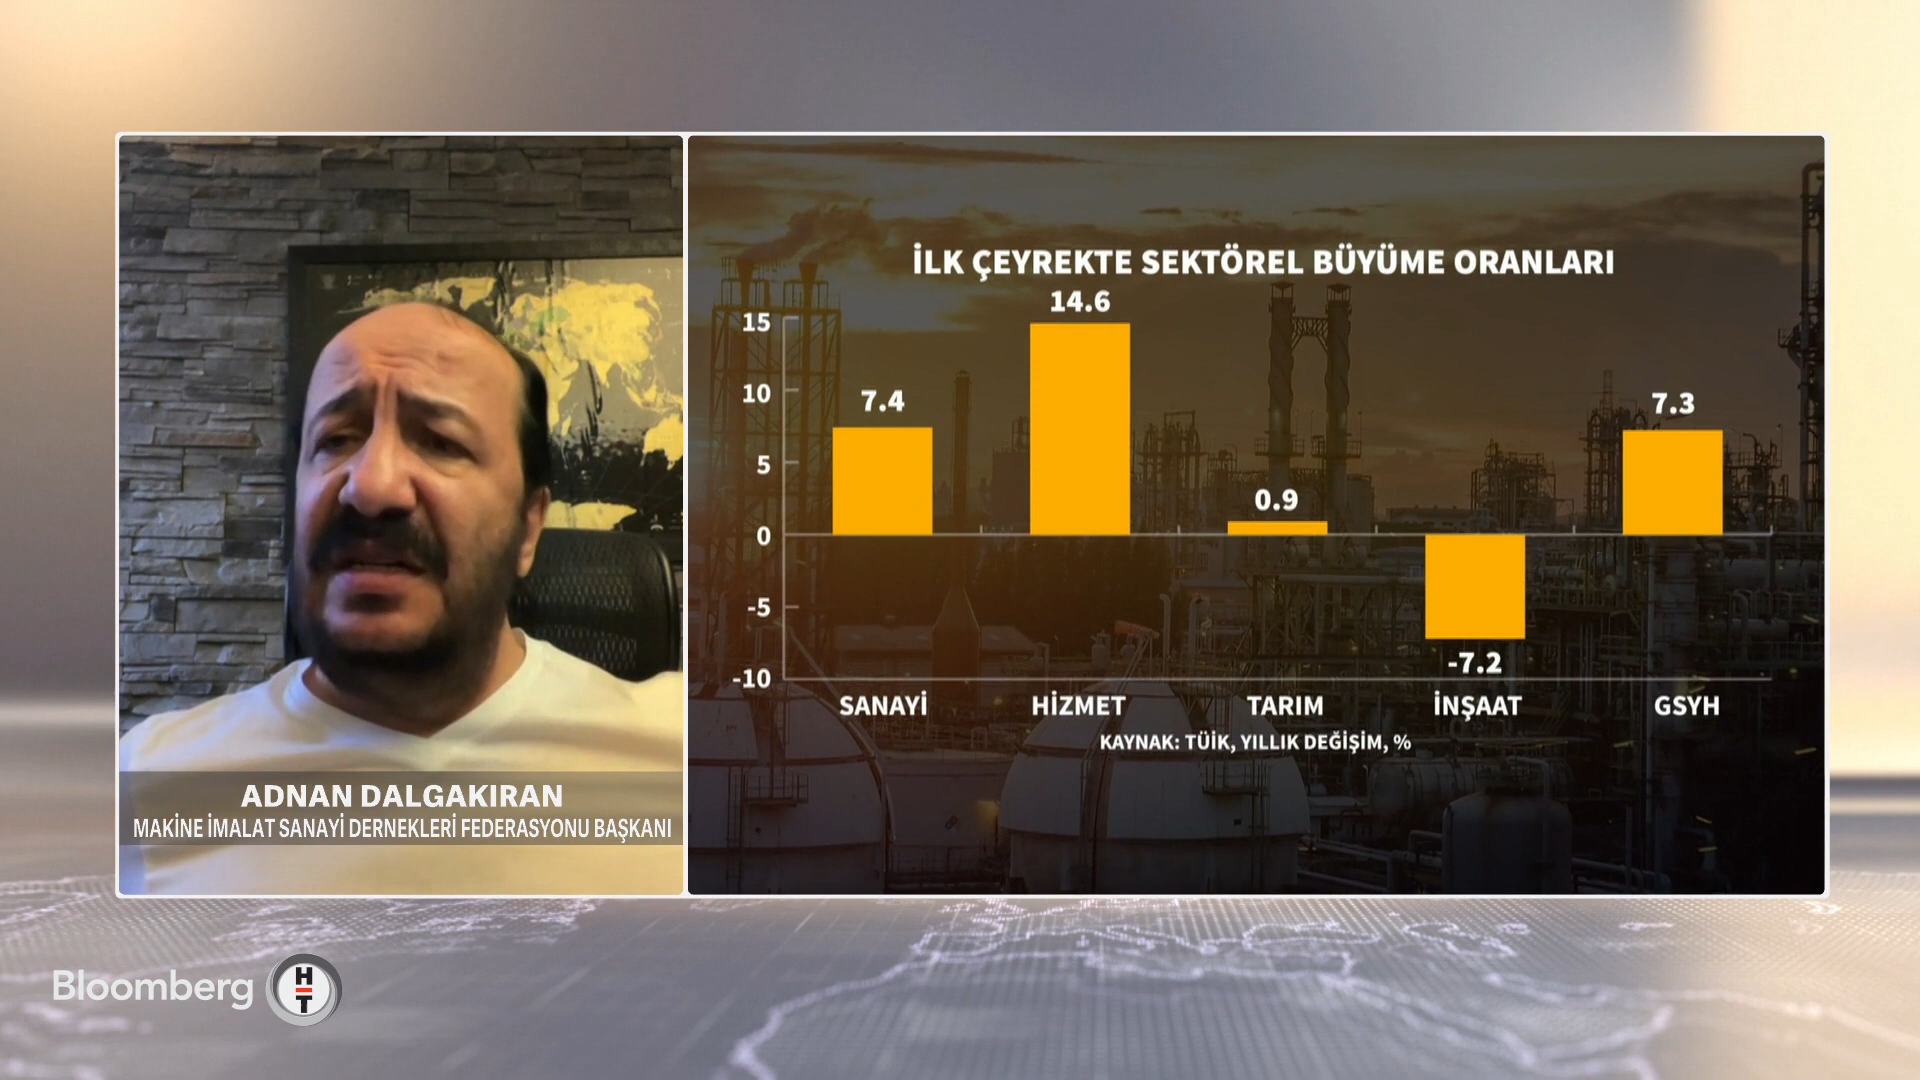 İLK ÇEYREKTE SEKTÖREL BÜYÜME ORANLARI
15
10
5
0
-5
-10
7.4
14.6
0.9
-7.2
7.3
SANAYİ HİZMET TARIM İNŞAAT GSYH
KAYNAK: TÜİK, YILLIK DEĞİŞİM, %
ADNAN DALGAKIRAN
MAKİNE İMALAT SANAYİ DERNEKLERİ FEDERASYONU BAŞKANI
Bloomberg HT